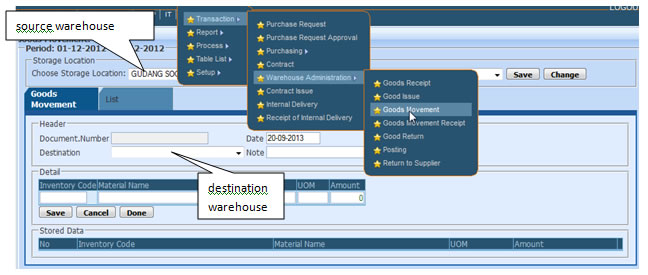 LOGOU
IT
source warehouse
Period: 01-12-2012
-2012
Storage Location
Choose Storage Location: GUDANG SOC
Save Change
Transaction
Report
Process
Table List
Setup
Purchase Request
Purchase Request Approval
Purchasing
Contract
Warehouse Administration
Contract Issue
Internal Delivery
Receipt of Internal Delivery
Goods Receipt
Good Issue
Goods Movement
Goods Movement Receipt
Good Return
Posting
Return to Supplier
Goods Movement
List
Header
Document.Number Date 20-09-2013
Destination Note
destination
warehouse
Detail
Inventory Code Material Name UOM Amount
0
Save Cancel Done
Stored Data
No Inventory Code Material Name UOM Amount